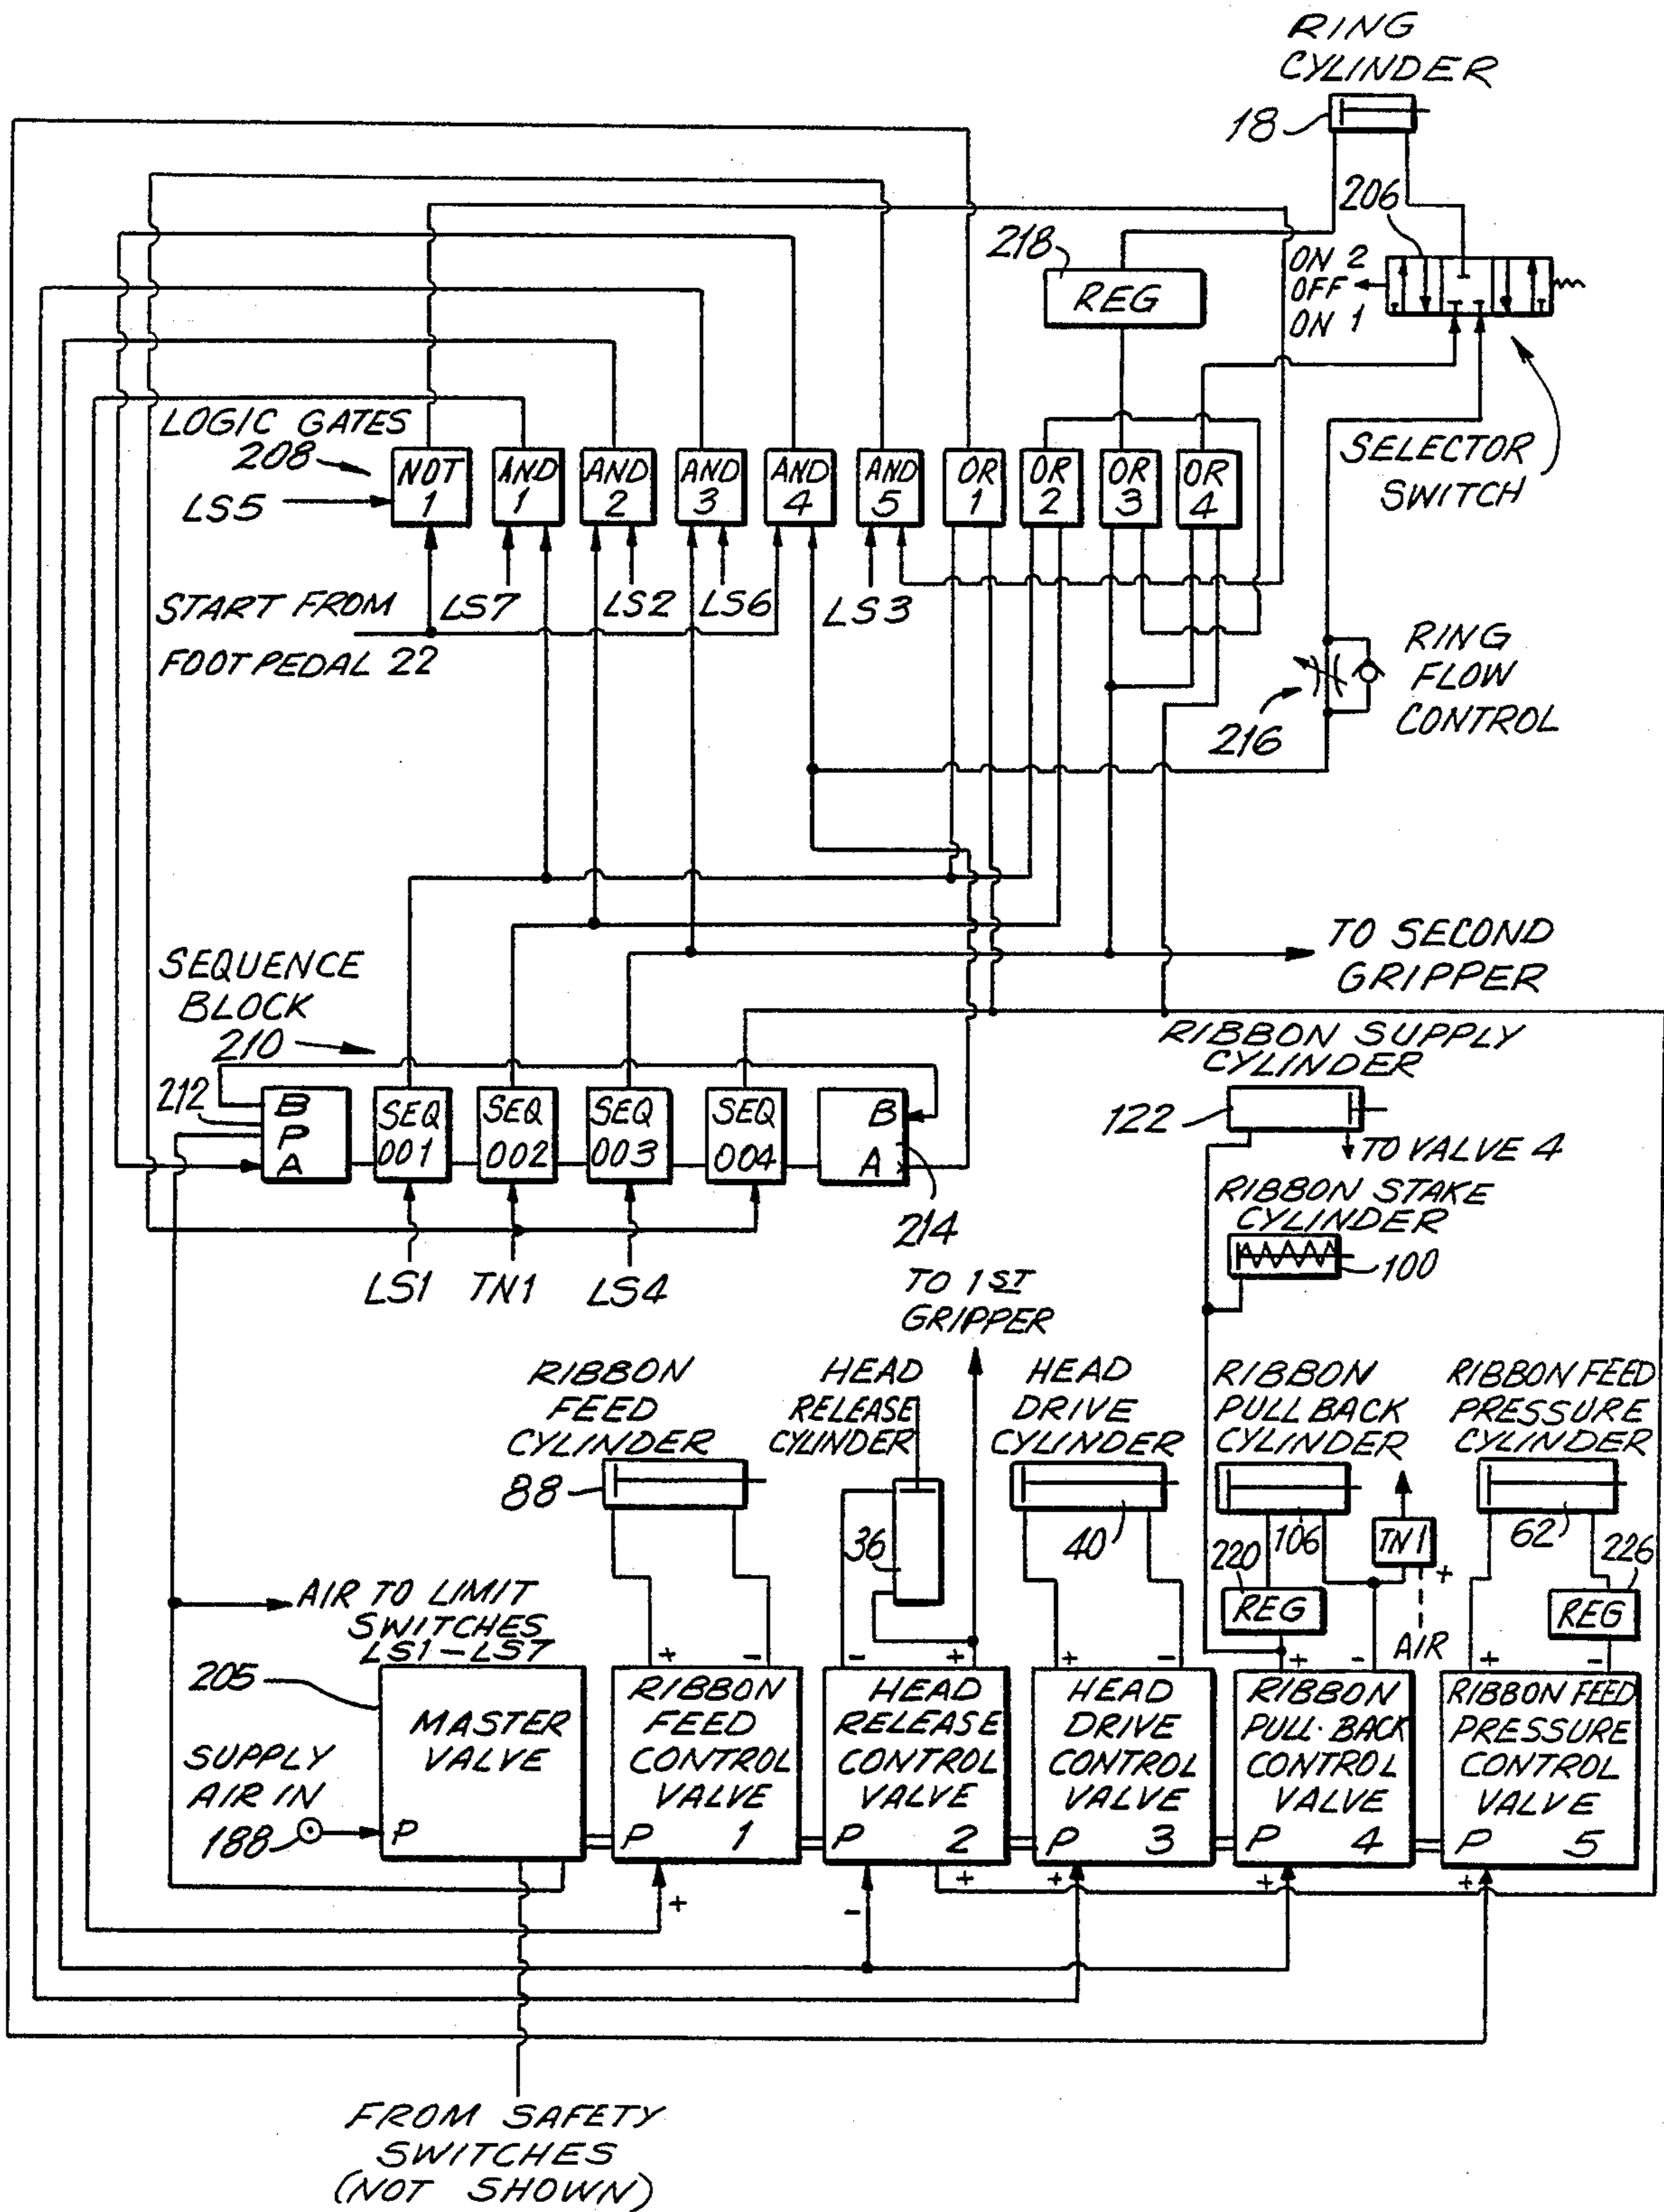 RING
CYLINDER
18
206
218
REG
ON 2
OFF
ON 1
SELECTOR
SWITCH
LOGIC GATES
208
LS5
NOT
1
AND
1
AND
2
AND
3
AND
4
AND
5
OR
1
OR
2
OR
3
OR
4
LS7
LS2
LS6
LS3
START FROM
FOOT PEDAL 22
RING
FLOW
CONTROL
216
TO SECOND
GRIPPER
SEQUENCE
BLOCK
210
212
B
P
A
SEQ
001
SEQ
002
SEQ
003
SEQ
004
B
A
214
LS1
TN1
LS4
RIBBON SUPPLY
CYLINDER
122
TO VALVE 4
RIBBON STAKE
CYLINDER
100
TO 1ST
GRIPPER
RIBBON
FEED
CYLINDER
88
HEAD
RELEASE
CYLINDER
36
HEAD
DRIVE
CYLINDER
40
RIBBON
PULL BACK
CYLINDER
106
220
REG
TN1
+
AIR
RIBBON FEED
PRESSURE
CYLINDER
62
226
REG
AIR TO LIMIT
SWITCHES
LS1-LS7
205
MASTER
VALVE
SUPPLY
AIR IN
188
P
+ -
RIBBON
FEED
CONTROL
VALVE
P 1
+
- +
HEAD
RELEASE
CONTROL
VALVE
P 2
- +
+ -
HEAD
DRIVE
CONTROL
VALVE
P 3
+
+ -
RIBBON
PULL-BACK
CONTROL
VALVE
P 4
+
+ -
RIBBON FEED
PRESSURE
CONTROL
VALVE
P 5
+
FROM SAFETY
SWITCHES
(NOT SHOWN)